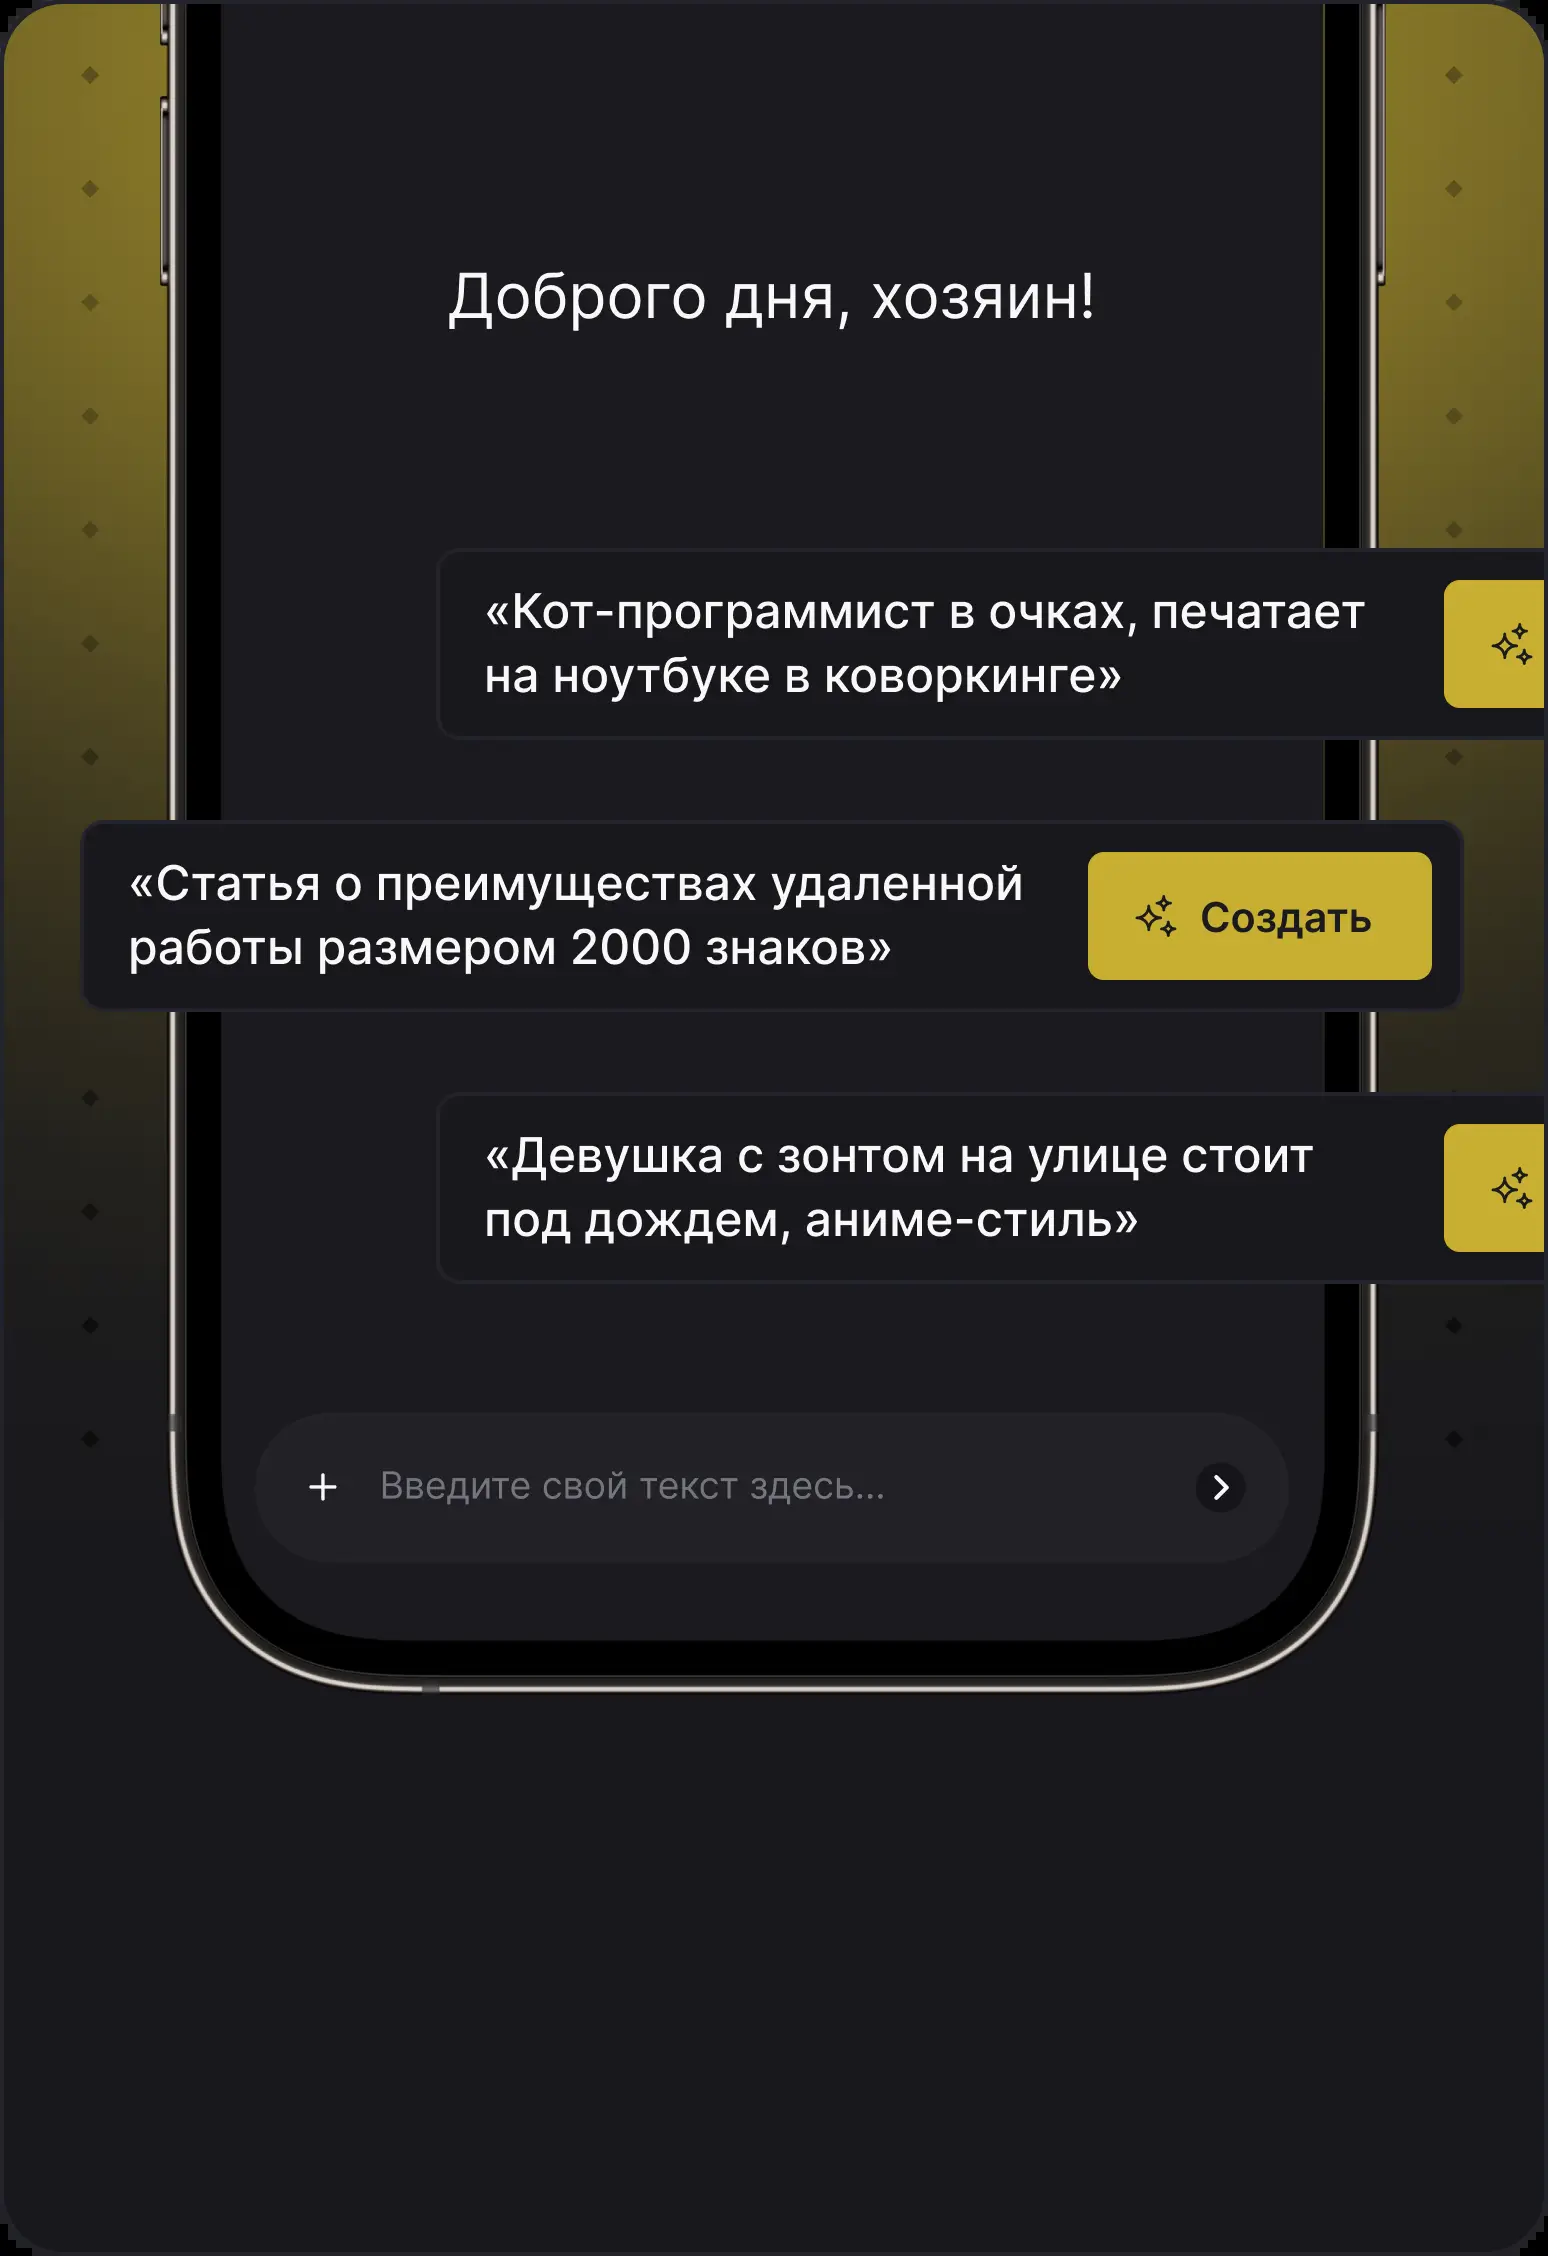 Доброго дня, хозяин!
«Кот-программист в очках, печатает
на ноутбуке в коворкинге»
«Статья о преимуществах удаленной
работы размером 2000 знаков»
Создать
«Девушка с зонтом на улице стоит
под дождем, аниме-стиль»
Введите свой текст здесь...